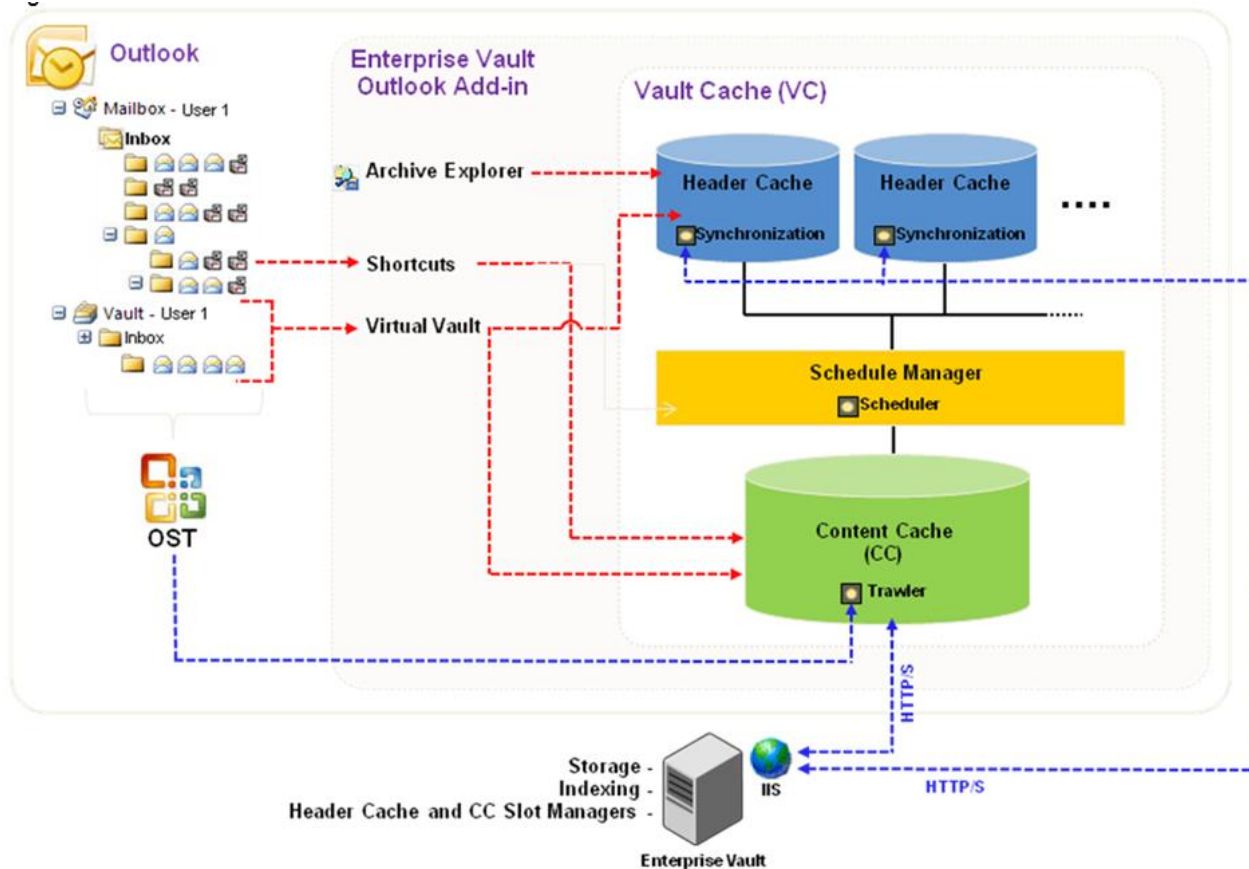 Outlook
Mailbox - User 1
Inbox
Vault - User 1
Inbox
OST
Enterprise Vault
Outlook Add-in
Archive Explorer
Shortcuts
Virtual Vault
Vault Cache (VC)
Header Cache
Synchronization
Header Cache
Synchronization
....
Schedule Manager
Scheduler
Content Cache
(CC)
Trawler
HTTP/S
HTTP/S
Storage -
Indexing -
Header Cache and CC Slot Managers -
IIS
Enterprise Vault